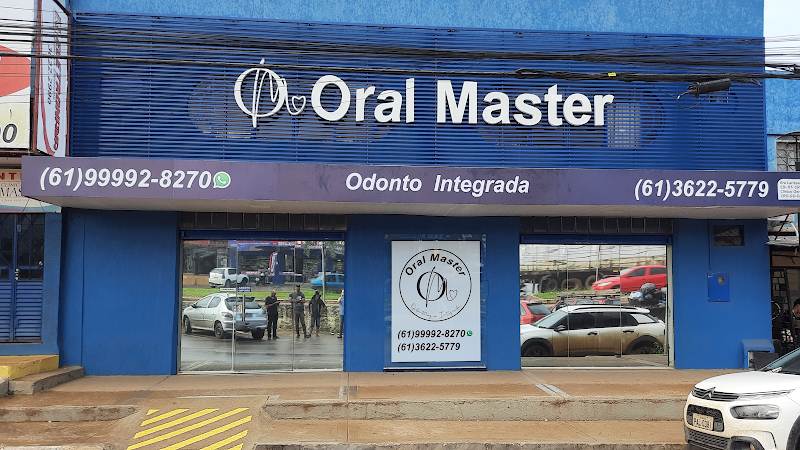 Oral Master
(61)99992-8270
Odonto Integrada
(61)3622-5779
Oral Master
(61)99992-8270
(61)3622-5779